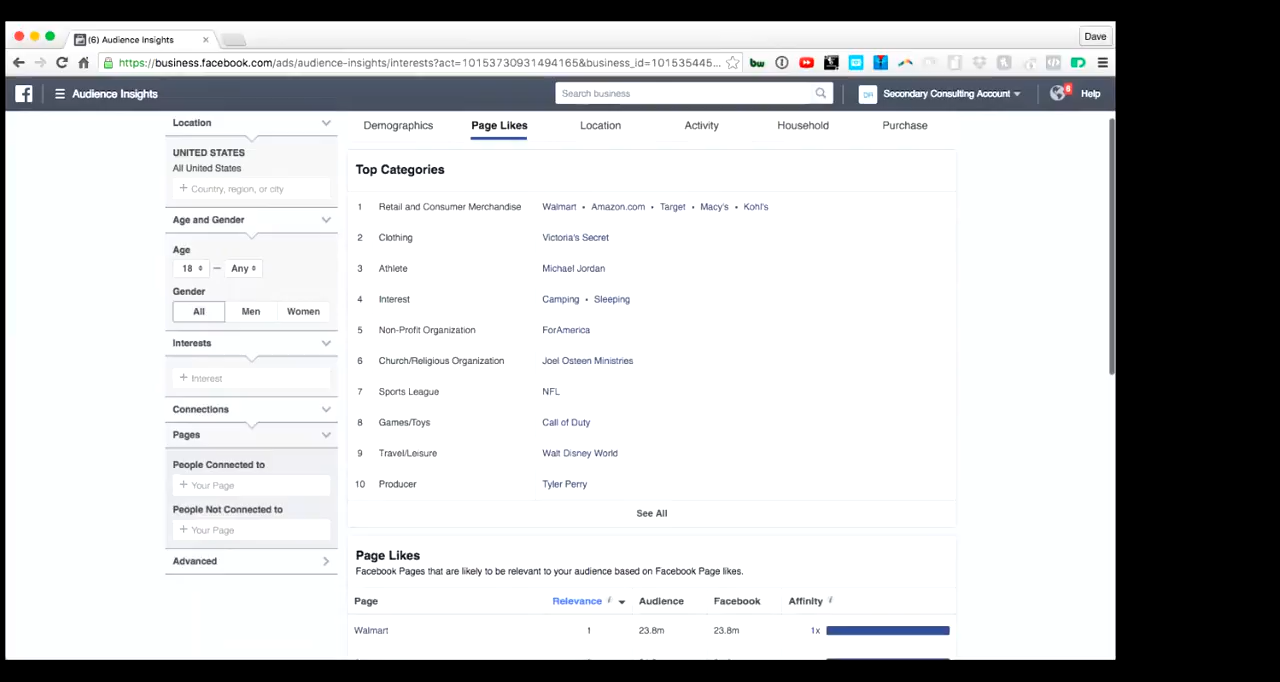 (6) Audience Insights
Dave
https://business.facebook.com/ads/audience-insights/interests?act=10153730931494165&business_id=101535445...
Audience Insights
Search business
Secondary Consulting Account
Help
Location
UNITED STATES
All United States
+ Country, region, or city
Age and Gender
Age
18 — Any
Gender
All Men Women
Interests
+ Interest
Connections
Pages
People Connected to
+ Your Page
People Not Connected to
+ Your Page
Advanced
Demographics Page Likes Location Activity Household Purchase
Top Categories
1 Retail and Consumer Merchandise Walmart • Amazon.com • Target • Macy's • Kohl's
2 Clothing Victoria's Secret
3 Athlete Michael Jordan
4 Interest Camping • Sleeping
5 Non-Profit Organization ForAmerica
6 Church/Religious Organization Joel Osteen Ministries
7 Sports League NFL
8 Games/Toys Call of Duty
9 Travel/Leisure Walt Disney World
10 Producer Tyler Perry
See All
Page Likes
Facebook Pages that are likely to be relevant to your audience based on Facebook Page likes.
Page Relevance Audience Facebook Affinity
Walmart 1 23.8m 23.8m 1x